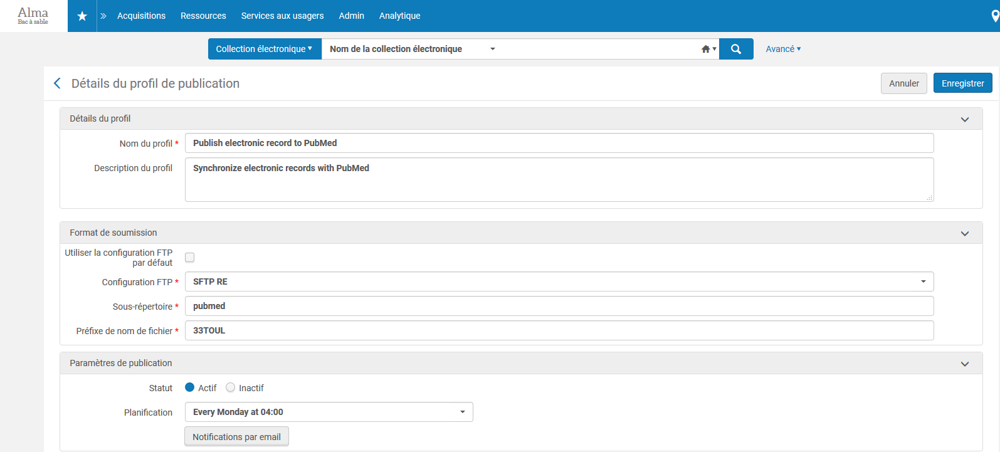 Alma
Bac à sable
Acquisitions Ressources Services aux usagers Admin Analytique
Collection électronique Nom de la collection électronique Avancé
Détails du profil de publication Annuler Enregistrer
Détails du profil
Nom du profil * Publish electronic record to PubMed
Description du profil Synchronize electronic records with PubMed
Format de soumission
Utiliser la configuration FTP
par défaut
Configuration FTP * SFTP RE
Sous-répertoire * pubmed
Préfixe de nom de fichier * 33TOUL
Paramètres de publication
Statut Actif Inactif
Planification Every Monday at 04:00
Notifications par email